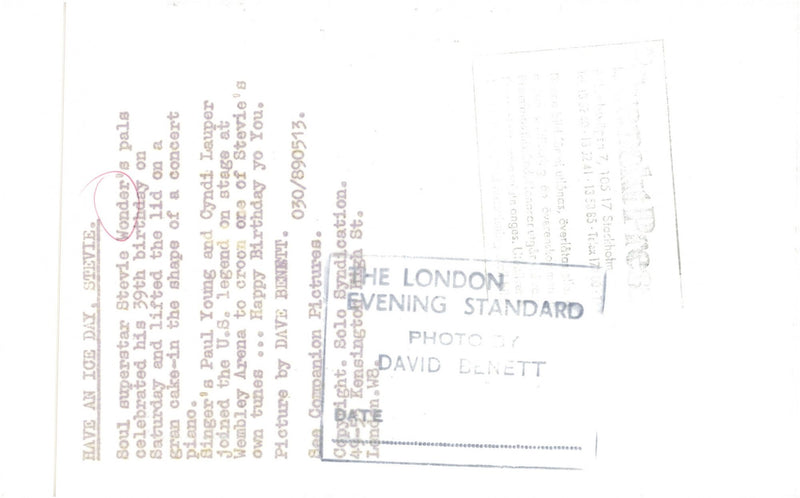 HAVE AN ICE DAY, STEVIE.
Soul superstar Stevie Wonder's pals
celebrated his 39th birthday on
Saturday and lifted the lid on a
gran cake-in the shape of a concert
piano.
Singer's Paul Young and Cyndi Lauper
joined the U.S. legend on stage at
Wembley Arena to croon one of Stevie's
own tunes ... Happy Birthday yo You.
Picture by DAVE BENETT. 030/890513.
See Companion Pictures.
Copyright. Solo Syndication.
Kensington High St.
London.W8.
THE LONDON
EVENING STANDARD
PHOTO BY
DAVID BENETT
DATE
105 17 Stockholm